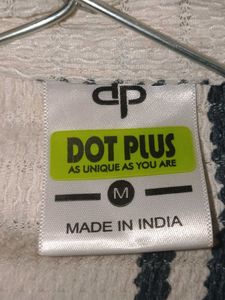 dp
DOT PLUS
AS UNIQUE AS YOU ARE
M
MADE IN INDIA